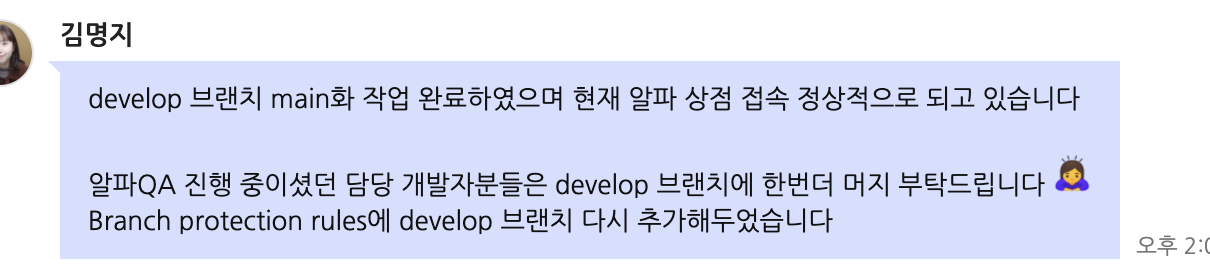 김명지
develop 브랜치 main화 작업 완료하였으며 현재 알파 상점 접속 정상적으로 되고 있습니다
알파QA 진행 중이셨던 담당 개발자분들은 develop 브랜치에 한번더 머지 부탁드립니다 🙇‍♀️
Branch protection rules에 develop 브랜치 다시 추가해두었습니다
오후 2: